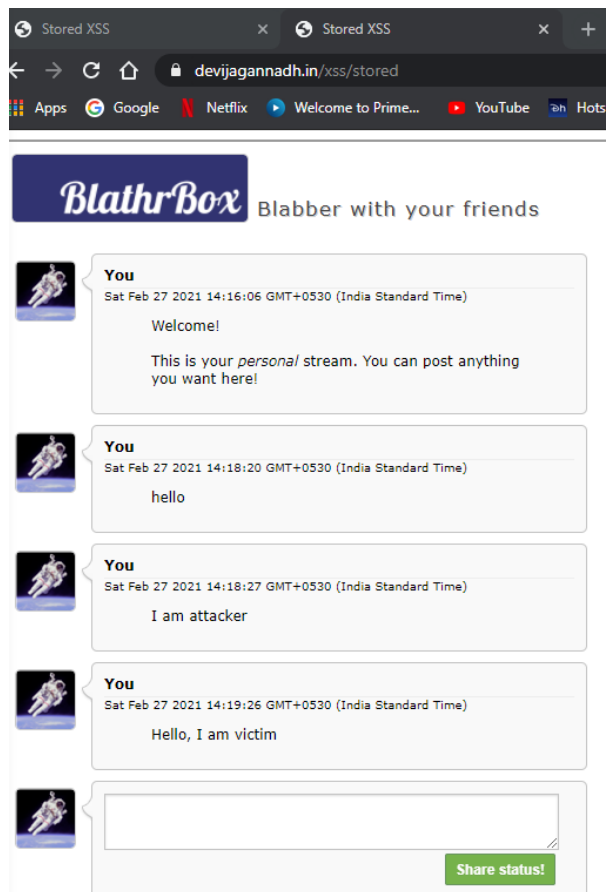 Stored XSS
Stored XSS
devijagannadh.in/xss/stored
Apps Google Netflix Welcome to Prime... YouTube Hots
BlathrBox Blabber with your friends
You
Sat Feb 27 2021 14:16:06 GMT+0530 (India Standard Time)
Welcome!
This is your personal stream. You can post anything
you want here!
You
Sat Feb 27 2021 14:18:20 GMT+0530 (India Standard Time)
hello
You
Sat Feb 27 2021 14:18:27 GMT+0530 (India Standard Time)
I am attacker
You
Sat Feb 27 2021 14:19:26 GMT+0530 (India Standard Time)
Hello, I am victim
Share status!